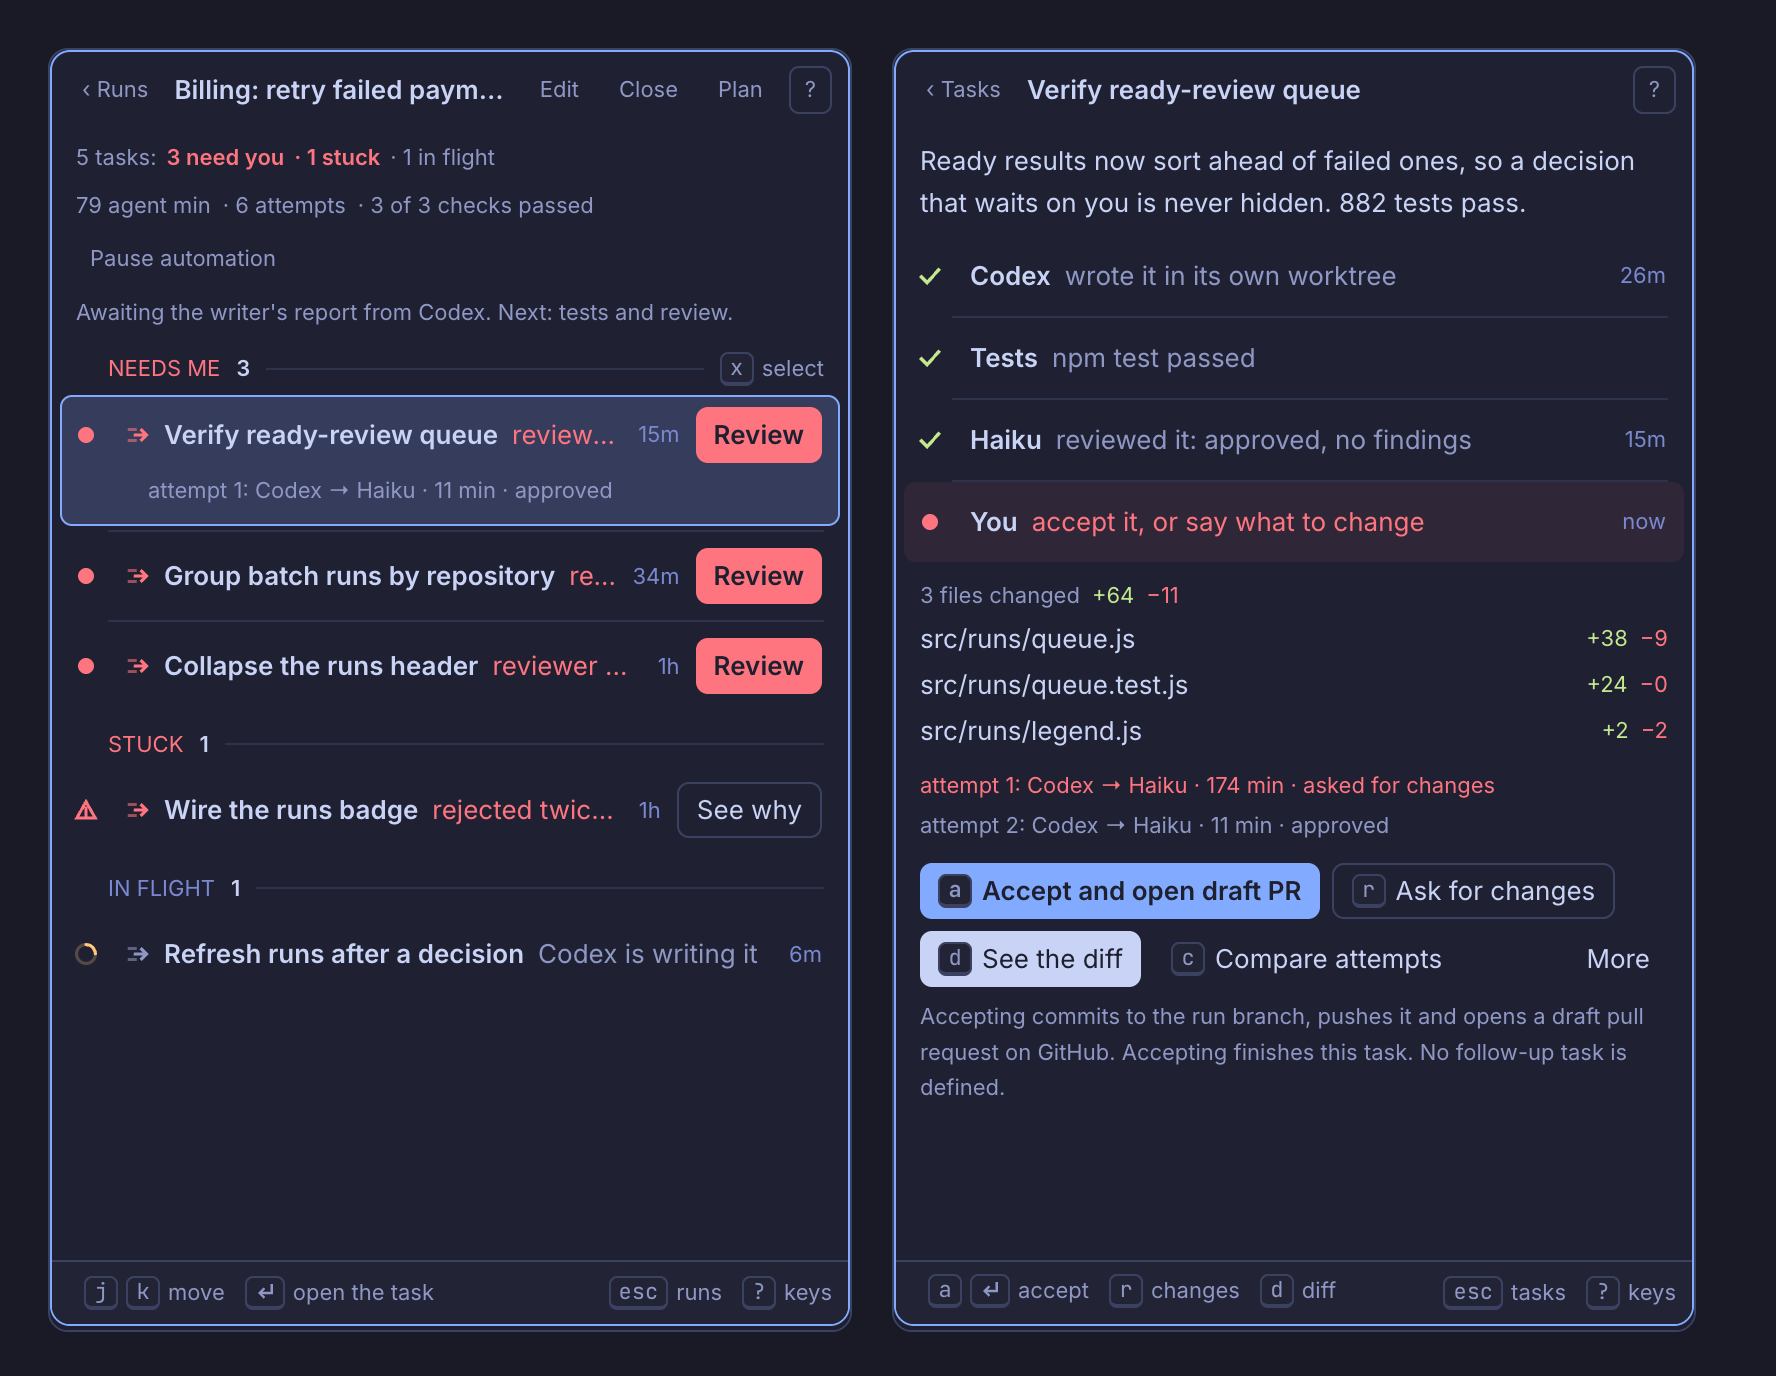 ‹ Runs Billing: retry failed paym... Edit Close Plan ?
5 tasks: 3 need you · 1 stuck · 1 in flight
79 agent min · 6 attempts · 3 of 3 checks passed
Pause automation
Awaiting the writer's report from Codex. Next: tests and review.
NEEDS ME 3 x select
Verify ready-review queue review... 15m Review
attempt 1: Codex → Haiku · 11 min · approved
Group batch runs by repository re... 34m Review
Collapse the runs header reviewer ... 1h Review
STUCK 1
Wire the runs badge rejected twic... 1h See why
IN FLIGHT 1
Refresh runs after a decision Codex is writing it 6m
j k move ↵ open the task esc runs ? keys
‹ Tasks Verify ready-review queue ?
Ready results now sort ahead of failed ones, so a decision
that waits on you is never hidden. 882 tests pass.
Codex wrote it in its own worktree 26m
Tests npm test passed
Haiku reviewed it: approved, no findings 15m
You accept it, or say what to change now
3 files changed +64 −11
src/runs/queue.js +38 −9
src/runs/queue.test.js +24 −0
src/runs/legend.js +2 −2
attempt 1: Codex → Haiku · 174 min · asked for changes
attempt 2: Codex → Haiku · 11 min · approved
a Accept and open draft PR r Ask for changes
d See the diff c Compare attempts More
Accepting commits to the run branch, pushes it and opens a draft pull
request on GitHub. Accepting finishes this task. No follow-up task is
defined.
a ↵ accept r changes d diff esc tasks ? keys